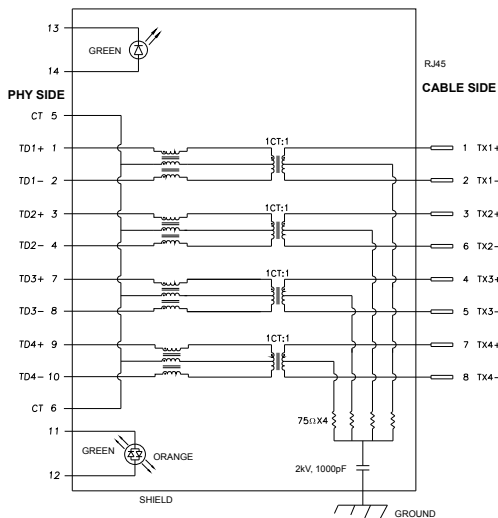 13
GREEN
14
RJ45
PHY SIDE
CABLE SIDE
CT 5
1CT:1
TD1+ 1
1 TX1+
TD1- 2
2 TX1-
1CT:1
TD2+ 3
3 TX2+
TD2- 4
6 TX2-
1CT:1
TD3+ 7
4 TX3+
TD3- 8
5 TX3-
1CT:1
TD4+ 9
7 TX4+
TD4- 10
8 TX4-
CT 6
75ΩX4
11
GREEN
ORANGE
12
2kV, 1000pF
SHIELD
GROUND